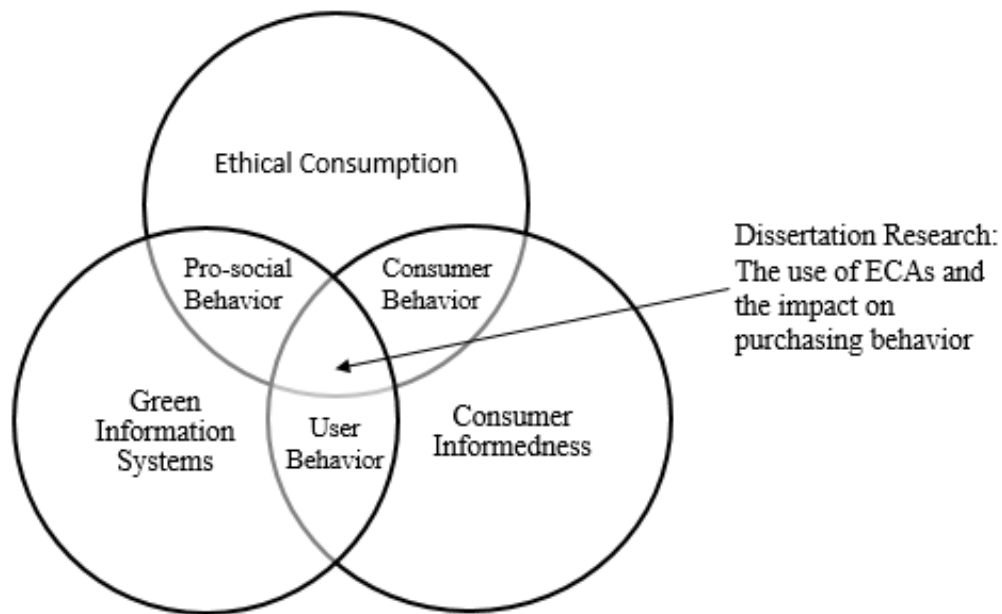 Ethical Consumption
Pro-social
Behavior
Consumer
Behavior
Dissertation Research:
The use of ECAs and
the impact on
purchasing behavior
Green
Information
Systems
User
Behavior
Consumer
Informedness